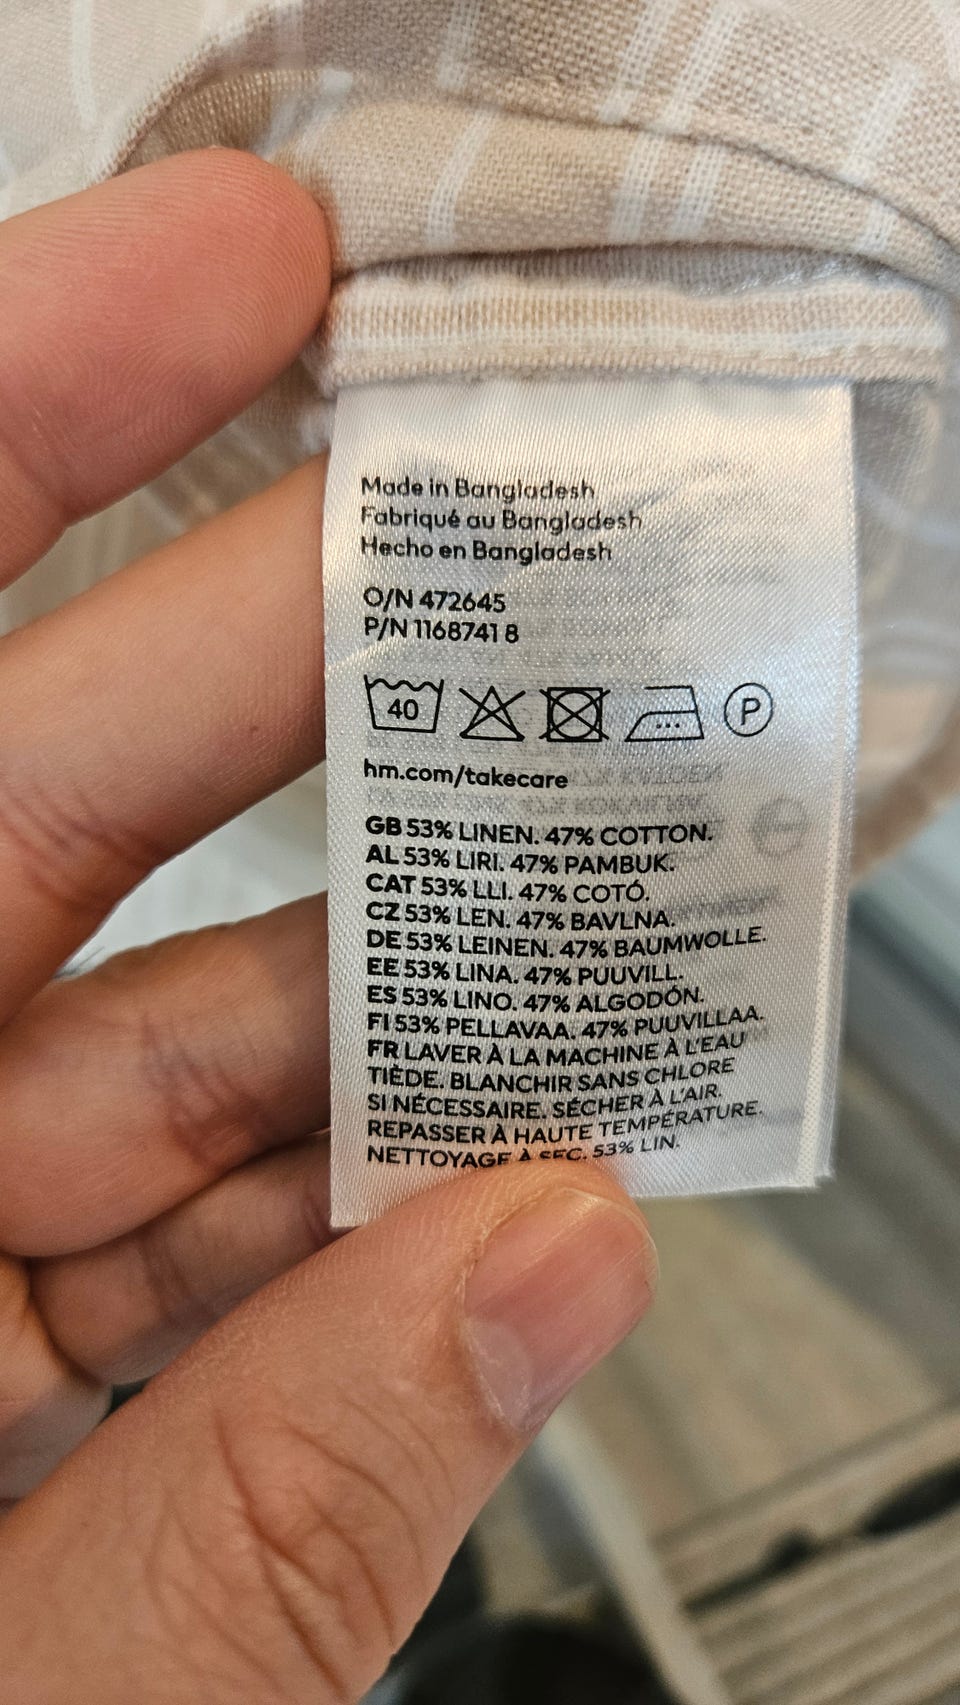 Made in Bangladesh
Fabriqué au Bangladesh
Hecho en Bangladesh
O/N 472645
P/N 1168741 8
40 P
hm.com/takecare
GB 53% LINEN. 47% COTTON.
AL 53% LIRI. 47% PAMBUK.
CAT 53% LLI. 47% COTÓ.
CZ 53% LEN. 47% BAVLNA.
DE 53% LEINEN. 47% BAUMWOLLE.
EE 53% LINA. 47% PUUVILL.
ES 53% LINO. 47% ALGODÓN.
FI 53% PELLAVAA. 47% PUUVILLAA.
FR LAVER À LA MACHINE À L'EAU
TIÈDE. BLANCHIR SANS CHLORE
SI NÉCESSAIRE. SÉCHER À L'AIR.
REPASSER À HAUTE TEMPÉRATURE.
NETTOYAGE À SEC. 53% LIN.